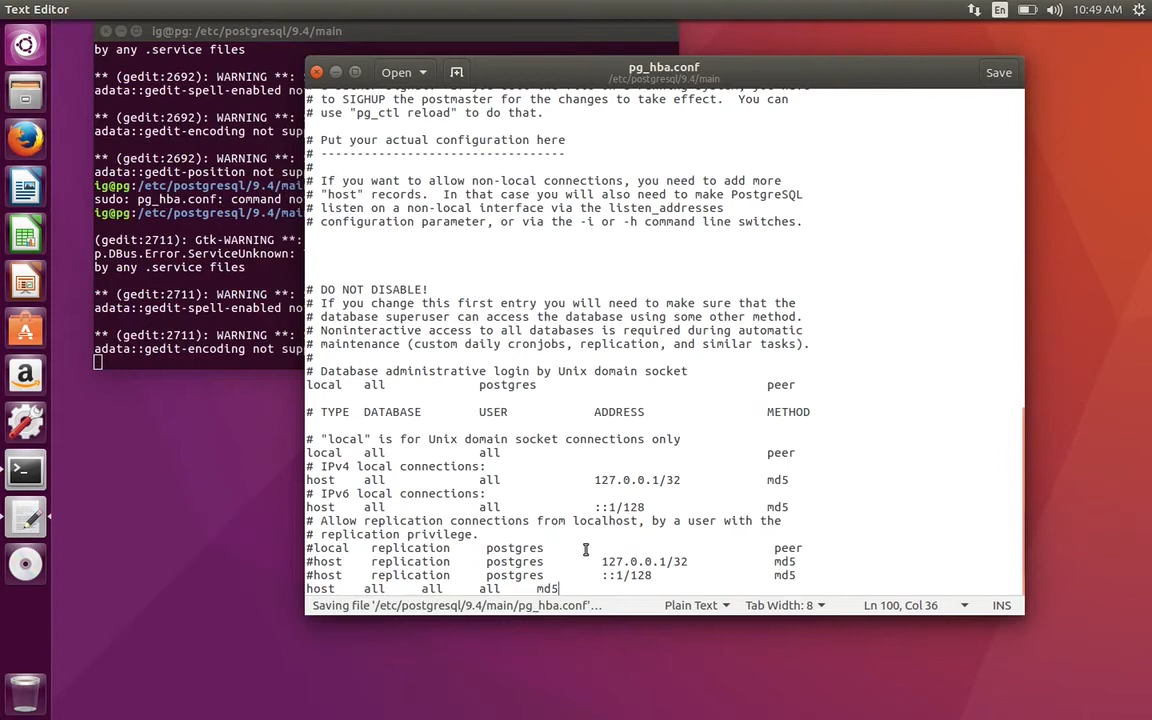 Text Editor
En
10:49 AM
ig@pg: /etc/postgresql/9.4/main
by any .service files
** (gedit:2692): WARNING **:
adata::gedit-spell-enabled no
** (gedit:2692): WARNING **:
adata::gedit-encoding not sup
** (gedit:2692): WARNING **:
adata::gedit-position not sup
ig@pg:/etc/postgresql/9.4/mai
sudo: pg_hba.conf: command no
ig@pg:/etc/postgresql/9.4/mai
(gedit:2711): Gtk-WARNING **:
p.DBus.Error.ServiceUnknown:
by any .service files
** (gedit:2711): WARNING **:
adata::gedit-spell-enabled no
** (gedit:2711): WARNING **:
adata::gedit-encoding not sup
Open
pg_hba.conf
/etc/postgresql/9.4/main
Save
# to SIGHUP the postmaster for the changes to take effect.  You can
# use "pg_ctl reload" to do that.
# Put your actual configuration here
# ----------------------------------
#
# If you want to allow non-local connections, you need to add more
# "host" records.  In that case you will also need to make PostgreSQL
# listen on a non-local interface via the listen_addresses
# configuration parameter, or via the -i or -h command line switches.
# DO NOT DISABLE!
# If you change this first entry you will need to make sure that the
# database superuser can access the database using some other method.
# Noninteractive access to all databases is required during automatic
# maintenance (custom daily cronjobs, replication, and similar tasks).
#
# Database administrative login by Unix domain socket
local   all             postgres                                peer
# TYPE  DATABASE        USER            ADDRESS                 METHOD
# "local" is for Unix domain socket connections only
local   all             all                                     peer
# IPv4 local connections:
host    all             all             127.0.0.1/32            md5
# IPv6 local connections:
host    all             all             ::1/128                 md5
# Allow replication connections from localhost, by a user with the
# replication privilege.
#local   replication     postgres                                peer
#host    replication     postgres        127.0.0.1/32            md5
#host    replication     postgres        ::1/128                 md5
host    all     all     all     md5
Saving file '/etc/postgresql/9.4/main/pg_hba.conf'…
Plain Text
Tab Width: 8
Ln 100, Col 36
INS